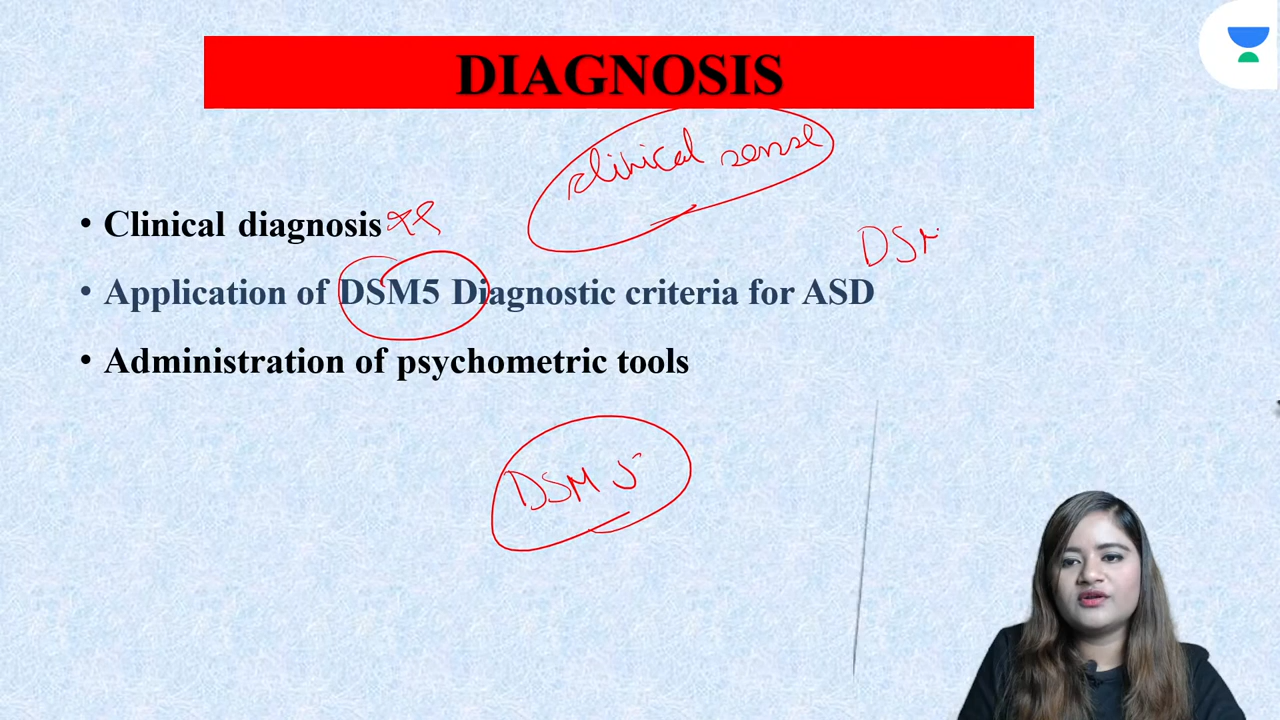 DIAGNOSIS
clinical sense
• Clinical diagnosis
DSM
• Application of DSM5 Diagnostic criteria for ASD
• Administration of psychometric tools
DSM 5